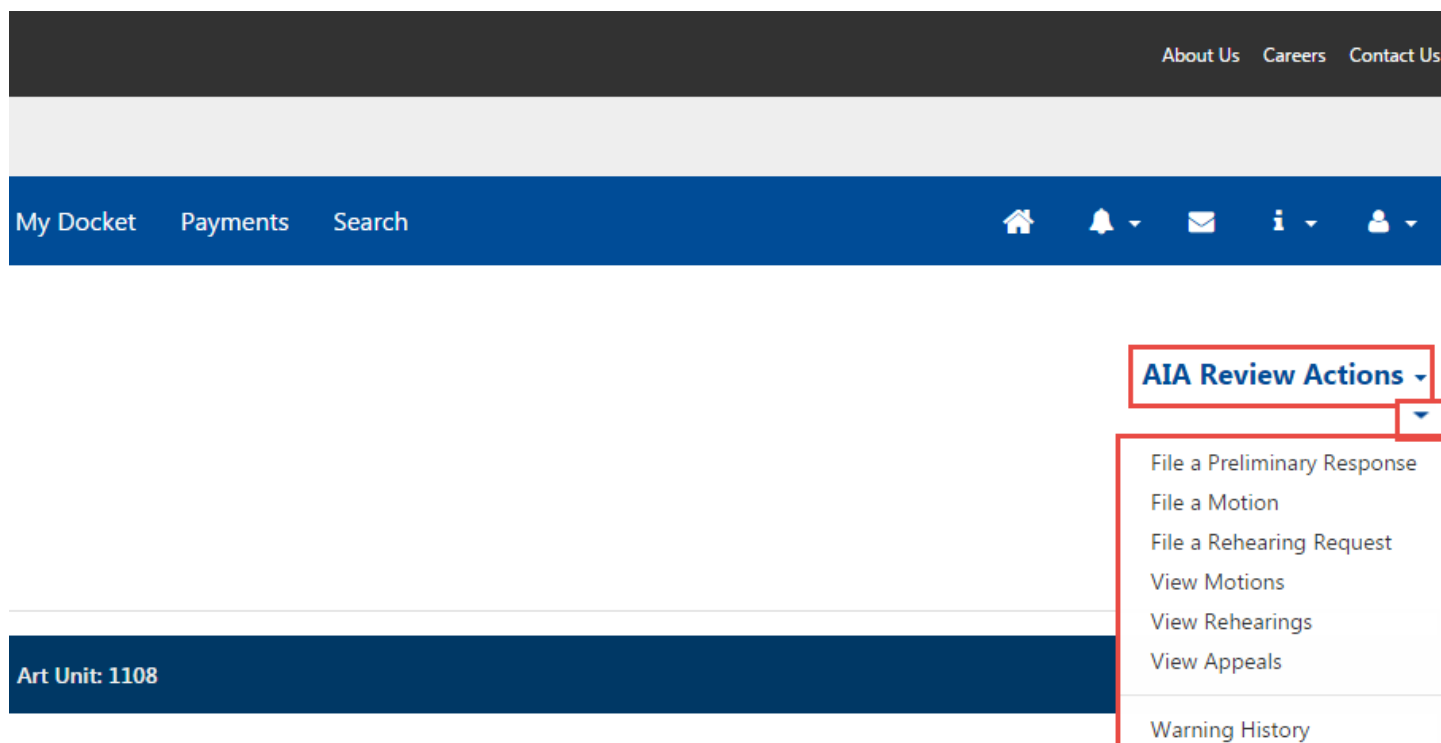 About Us Careers Contact Us
My Docket Payments Search i
AIA Review Actions
File a Preliminary Response
File a Motion
File a Rehearing Request
View Motions
View Rehearings
View Appeals
Art Unit: 1108
Warning History